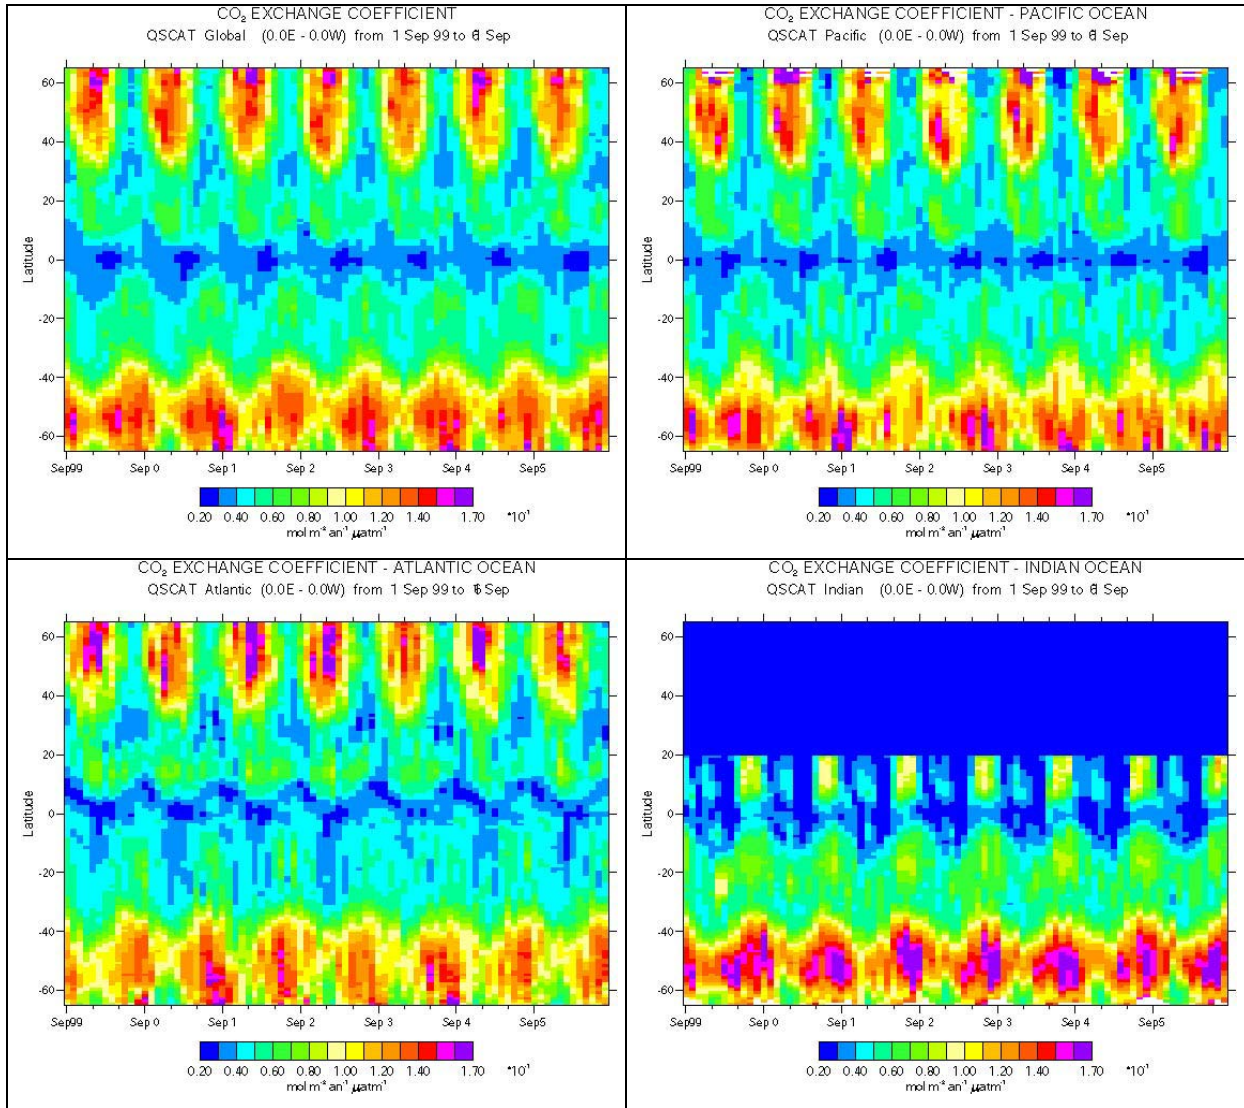 CO₂ EXCHANGE COEFFICIENT
QSCAT Global (0.0E - 0.0W) from 1 Sep 99 to Sep
60
40
20
0
-20
-40
-60
Latitude
Sep99 Sep 0 Sep 1 Sep 2 Sep 3 Sep 4 Sep5
0.20 0.40 0.60 0.80 1.00 1.20 1.40 1.70 *10⁻¹
mol m⁻² an⁻¹ µatm⁻¹
CO₂ EXCHANGE COEFFICIENT - PACIFIC OCEAN
QSCAT Pacific (0.0E - 0.0W) from 1 Sep 99 to Sep
60
40
20
0
-20
-40
-60
Latitude
Sep99 Sep 0 Sep 1 Sep 2 Sep 3 Sep 4 Sep5
0.20 0.40 0.60 0.80 1.00 1.20 1.40 1.70 *10⁻¹
mol m⁻² an⁻¹ µatm⁻¹
CO₂ EXCHANGE COEFFICIENT - ATLANTIC OCEAN
QSCAT Atlantic (0.0E - 0.0W) from 1 Sep 99 to Sep
60
40
20
0
-20
-40
-60
Latitude
Sep99 Sep 0 Sep 1 Sep 2 Sep 3 Sep 4 Sep5
0.20 0.40 0.60 0.80 1.00 1.20 1.40 1.70 *10⁻¹
mol m⁻² an⁻¹ µatm⁻¹
CO₂ EXCHANGE COEFFICIENT - INDIAN OCEAN
QSCAT Indian (0.0E - 0.0W) from 1 Sep 99 to Sep
60
40
20
0
-20
-40
-60
Latitude
Sep99 Sep 0 Sep 1 Sep 2 Sep 3 Sep 4 Sep5
0.20 0.40 0.60 0.80 1.00 1.20 1.40 1.70 *10⁻¹
mol m⁻² an⁻¹ µatm⁻¹